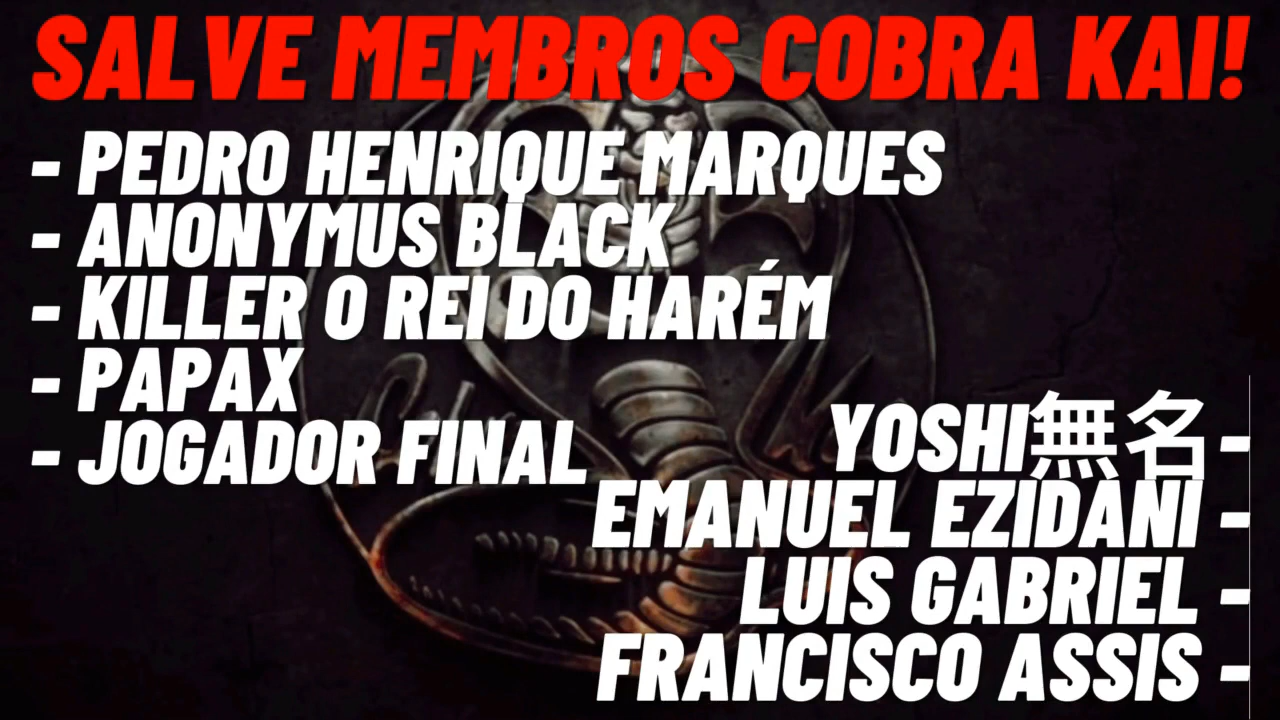 SALVE MEMBROS COBRA KAI!
- PEDRO HENRIQUE MARQUES
- ANONYMUS BLACK
- KILLER O REI DO HARÉM
- PAPAX
- JOGADOR FINAL
YOSHI無名 -
EMANUEL EZIDANI -
LUIS GABRIEL -
FRANCISCO ASSIS -